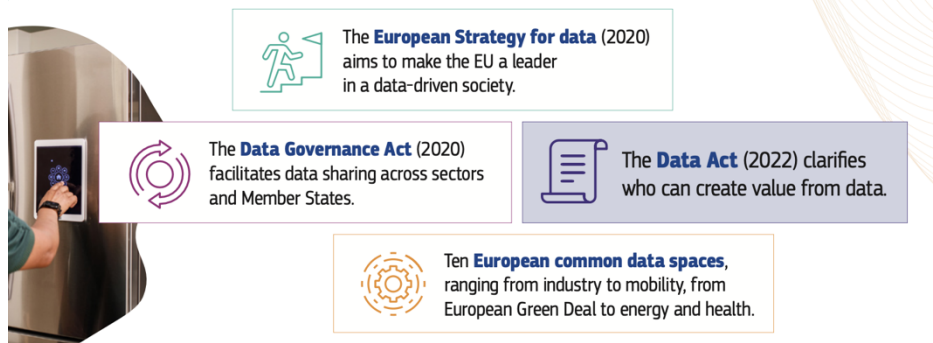 The European Strategy for data (2020)
aims to make the EU a leader
in a data-driven society.
The Data Governance Act (2020)
facilitates data sharing across sectors
and Member States.
The Data Act (2022) clarifies
who can create value from data.
Ten European common data spaces,
ranging from industry to mobility, from
European Green Deal to energy and health.